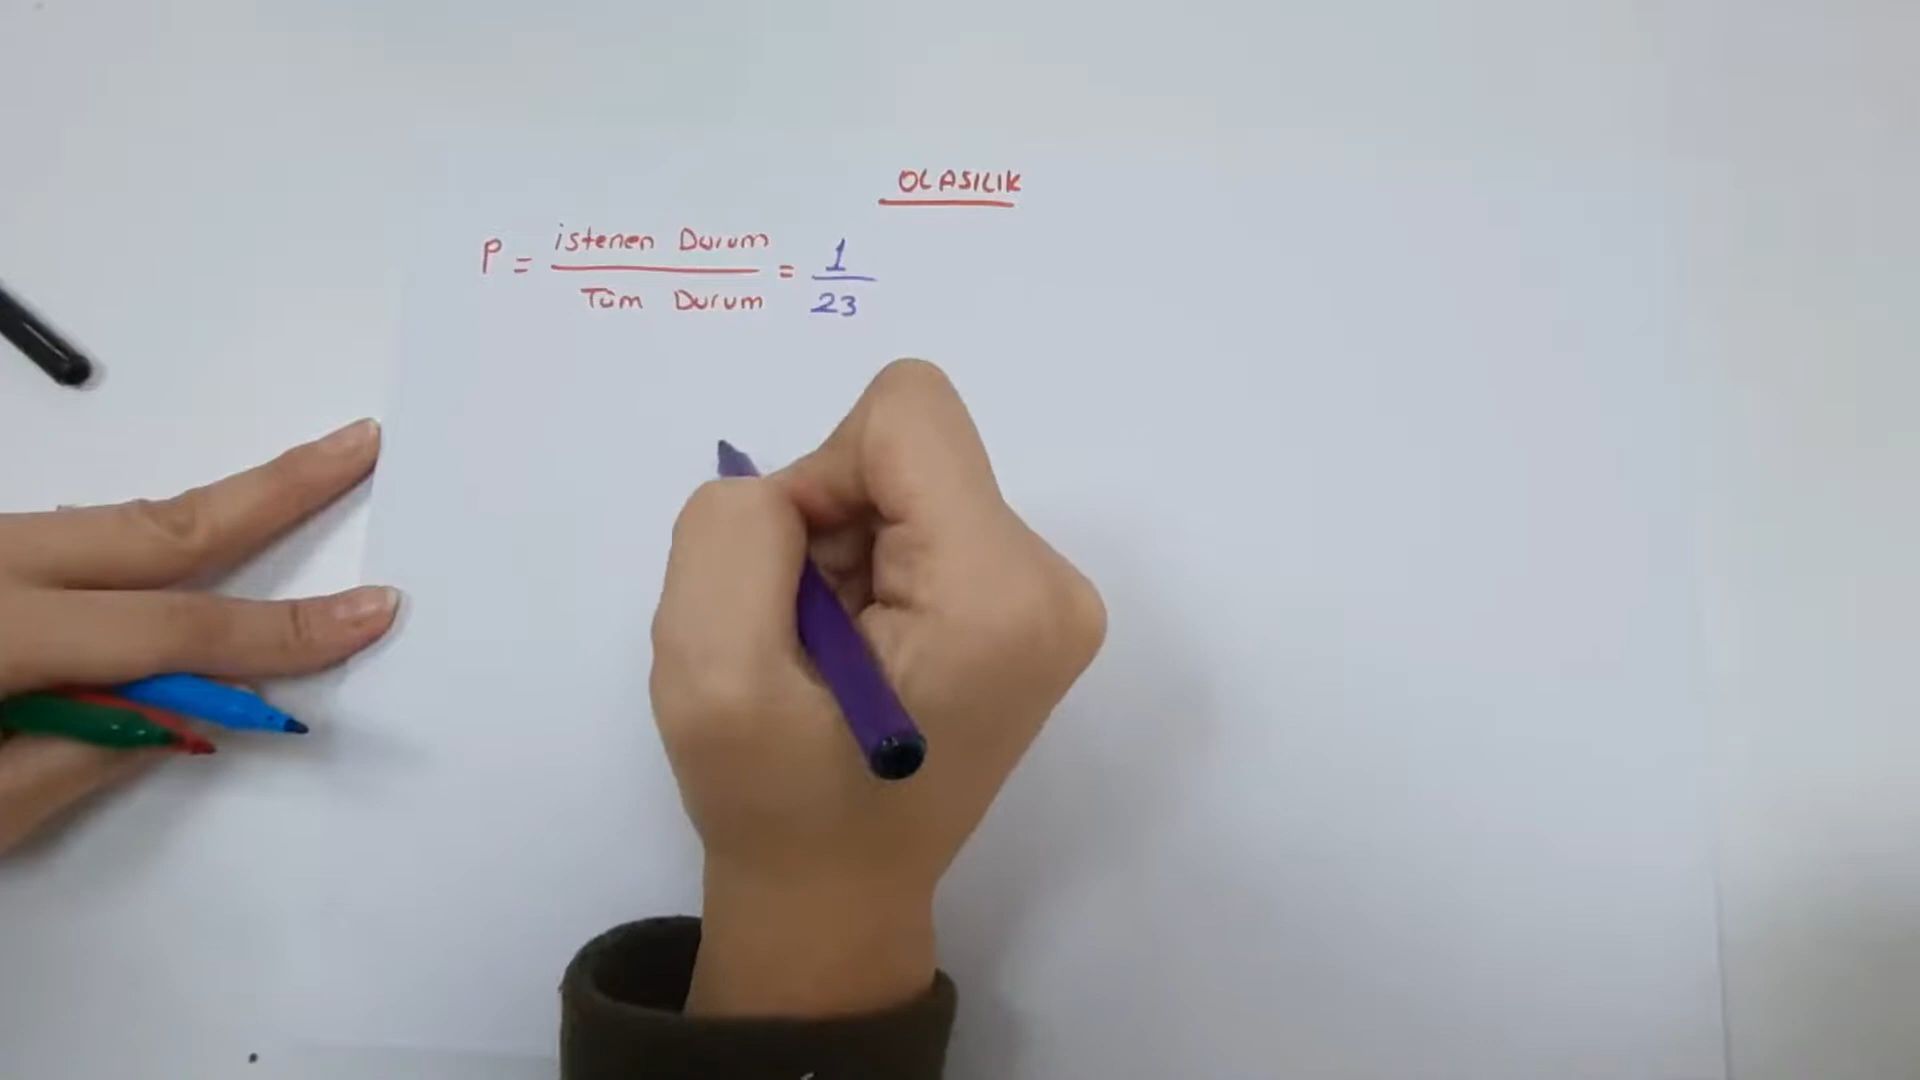 OLASILIK
P = istenen Durum / Tüm Durum = 1 / 23